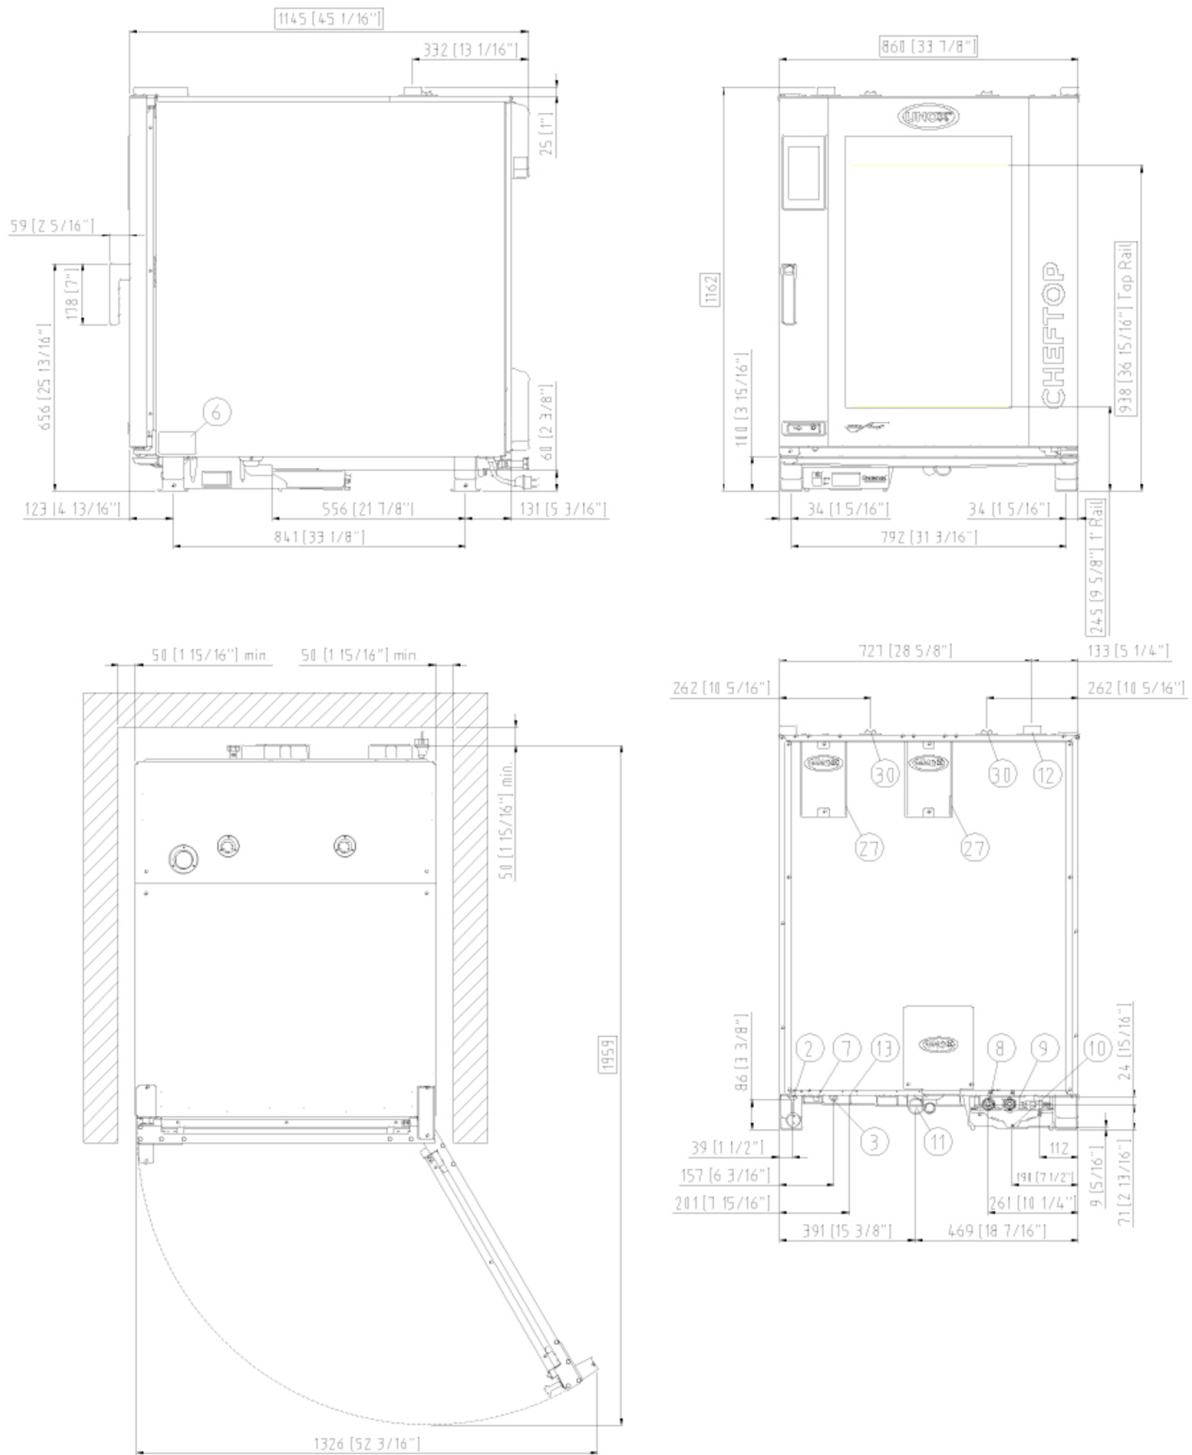 1145 [45 1/16"]
332 [13 1/16"]
25 [1"]
59 [2 5/16"]
138 [7"]
656 [25 13/16"]
6
60 [2 3/8"]
123 [4 13/16"]
556 [21 7/8"]
131 [5 3/16"]
841 [33 1/8"]
860 [33 7/8"]
UNOX
1162
938 [36 15/16"] Top Rail
CHEFTOP
100 [3 15/16"]
34 [1 5/16"]
34 [1 5/16"]
792 [31 3/16"]
245 [9 5/8"] 1° Rail
50 [1 15/16"] min
50 [1 15/16"] min
50 [1 15/16"] min.
1959
1326 [52 3/16"]
727 [28 5/8"]
133 [5 1/4"]
262 [10 5/16"]
262 [10 5/16"]
30
30
12
27
27
86 [3 3/8"]
2
7
13
8
9
10
24 [15/16"]
3
11
39 [1 1/2"]
112
157 [6 3/16"]
190 [7 1/2"]
9 [5/16"]
71 [2 13/16"]
201 [7 15/16"]
261 [10 1/4"]
391 [15 3/8"]
469 [18 7/16"]